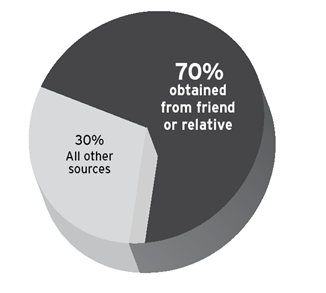 70%
obtained
from friend
or relative
30%
All other
sources